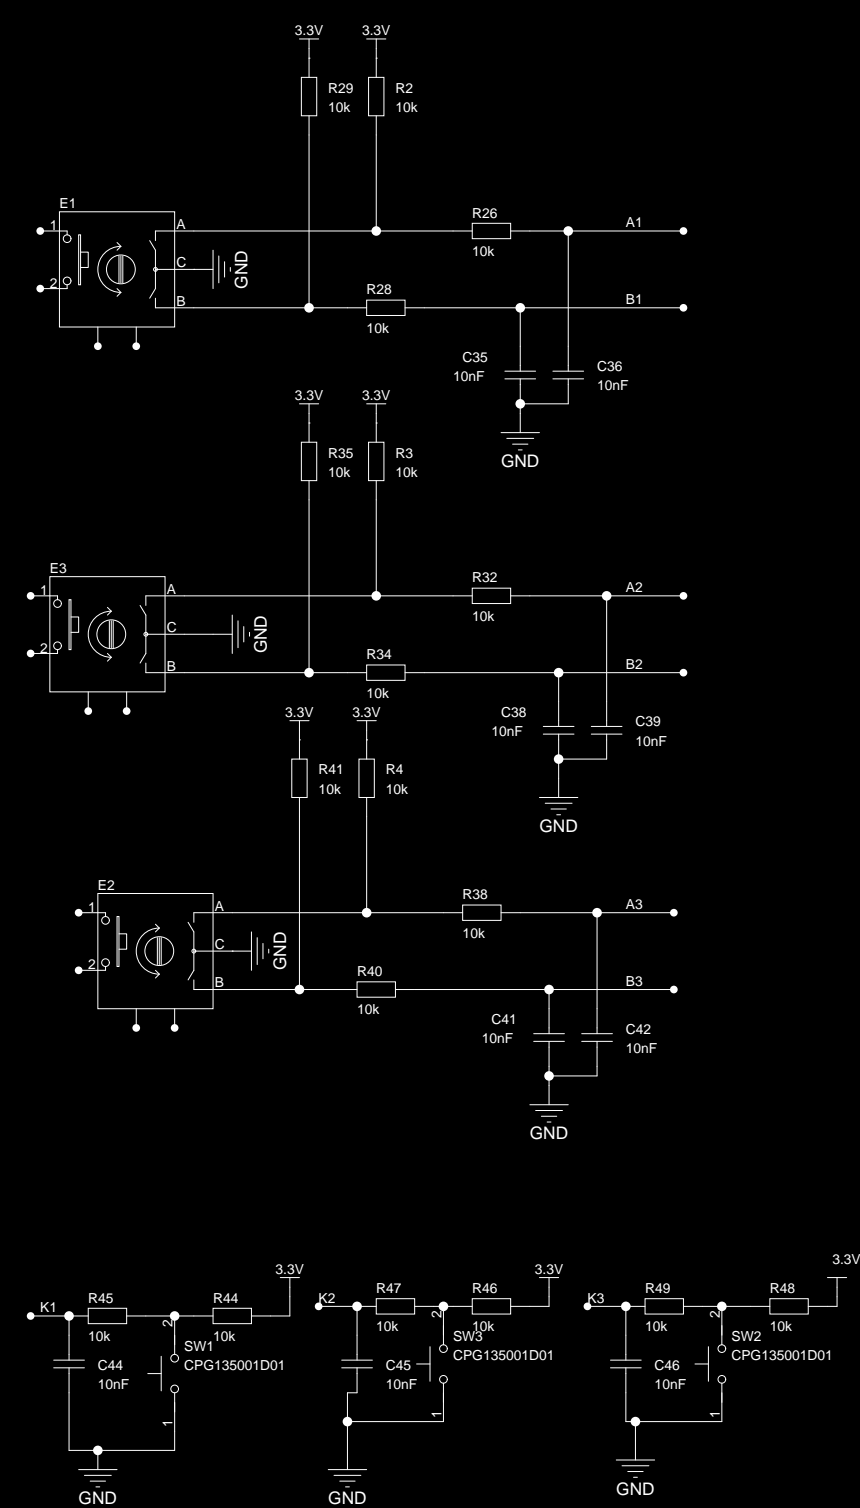 3.3V 3.3V
R29 R2
10k 10k
E1
R26
1 A A1
10k
C GND
2 B R28 B1
10k
C35 C36
10nF 10nF
3.3V 3.3V
GND
R35 R3
10k 10k
E3
R32
1 A A2
10k
C GND
2 B R34 B2
10k
C38 C39
10nF 10nF
3.3V 3.3V
R41 R4
10k 10k
GND
E2
R38
1 A A3
10k
C GND
2 B R40 B3
10k
C41 C42
10nF 10nF
GND
3.3V
K1 R45 R44
10k 2 10k
SW1
CPG135001D01
C44
10nF
1
GND
3.3V
K2 R47 R46
10k 2 10k
SW3
CPG135001D01
C45
10nF
1
GND
3.3V
K3 R49 R48
10k 2 10k
SW2
CPG135001D01
C46
10nF
1
GND